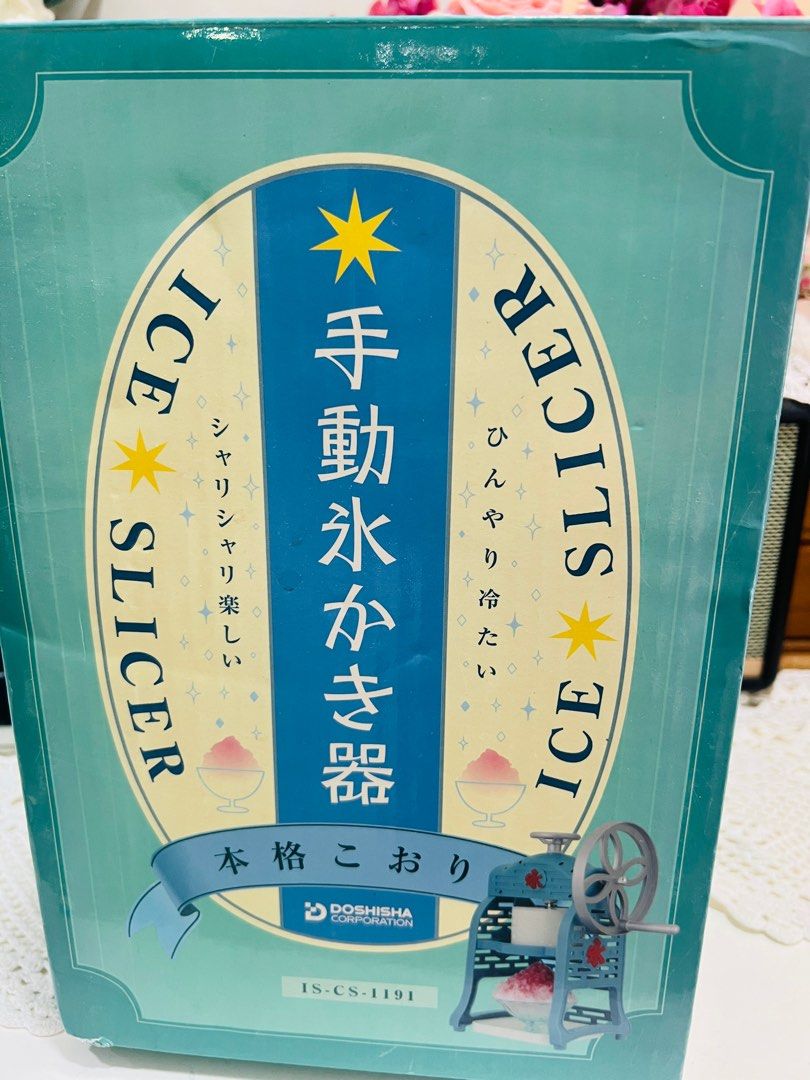 手動氷かき器
ひんやり冷たい
シャリシャリ楽しい
ICE SLICER
ICE SLICER
本格こおり
DOSHISHA
CORPORATION
IS-CS-1191